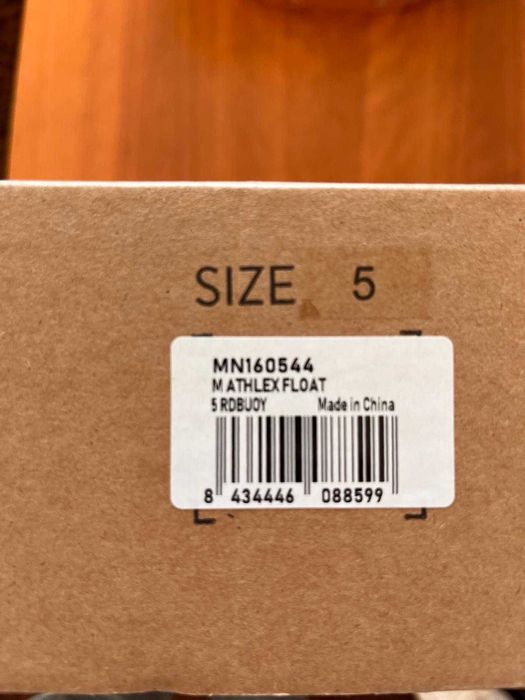 SIZE 5
MN160544
M ATHLEX FLOAT
5 RDBUOY Made in China
8 434446 088599